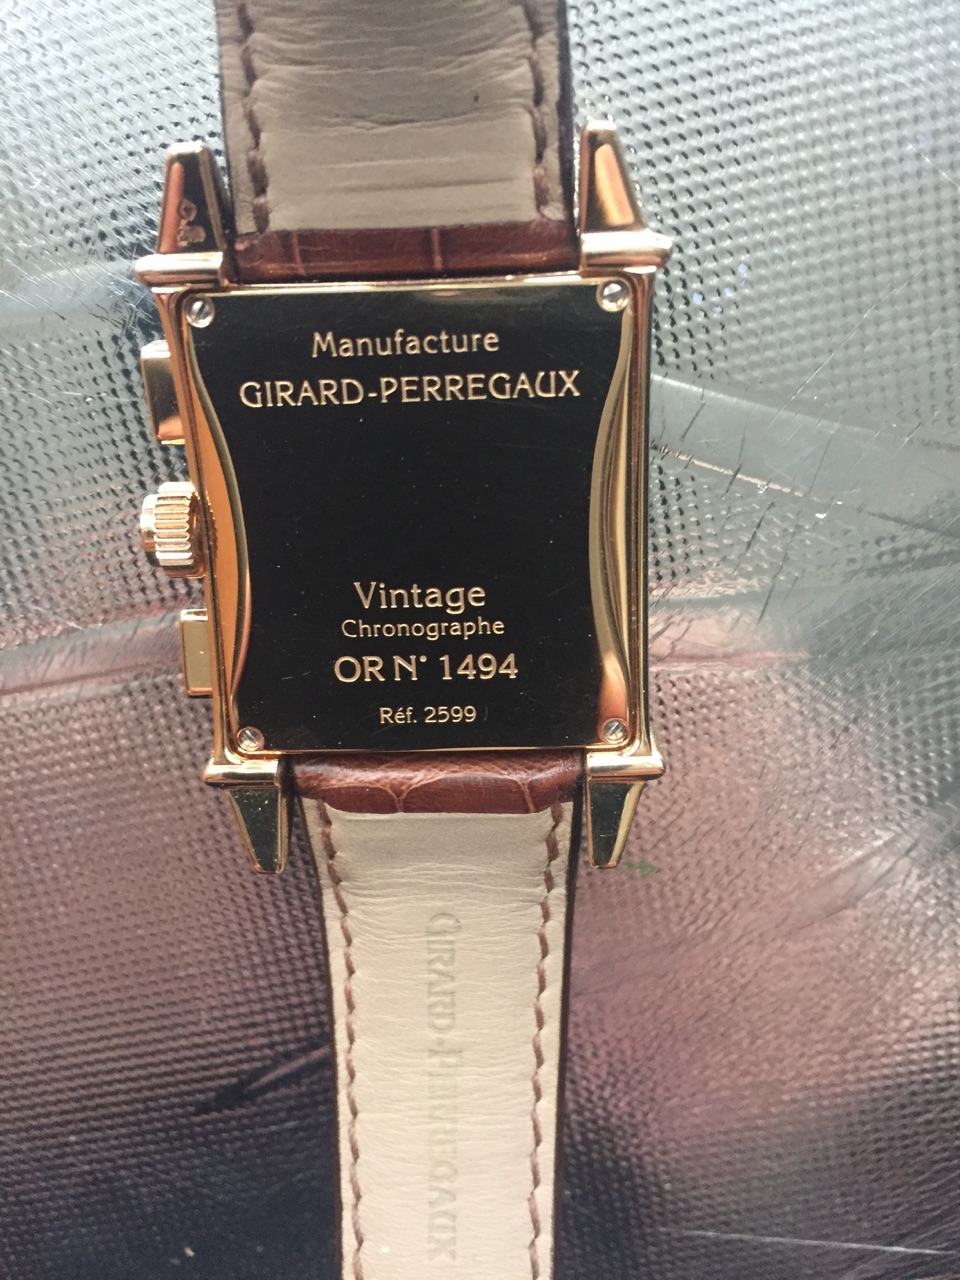 Manufacture
GIRARD-PERREGAUX
Vintage
Chronographe
OR N° 1494
Réf. 2599
GIRARD-PERREGAUX